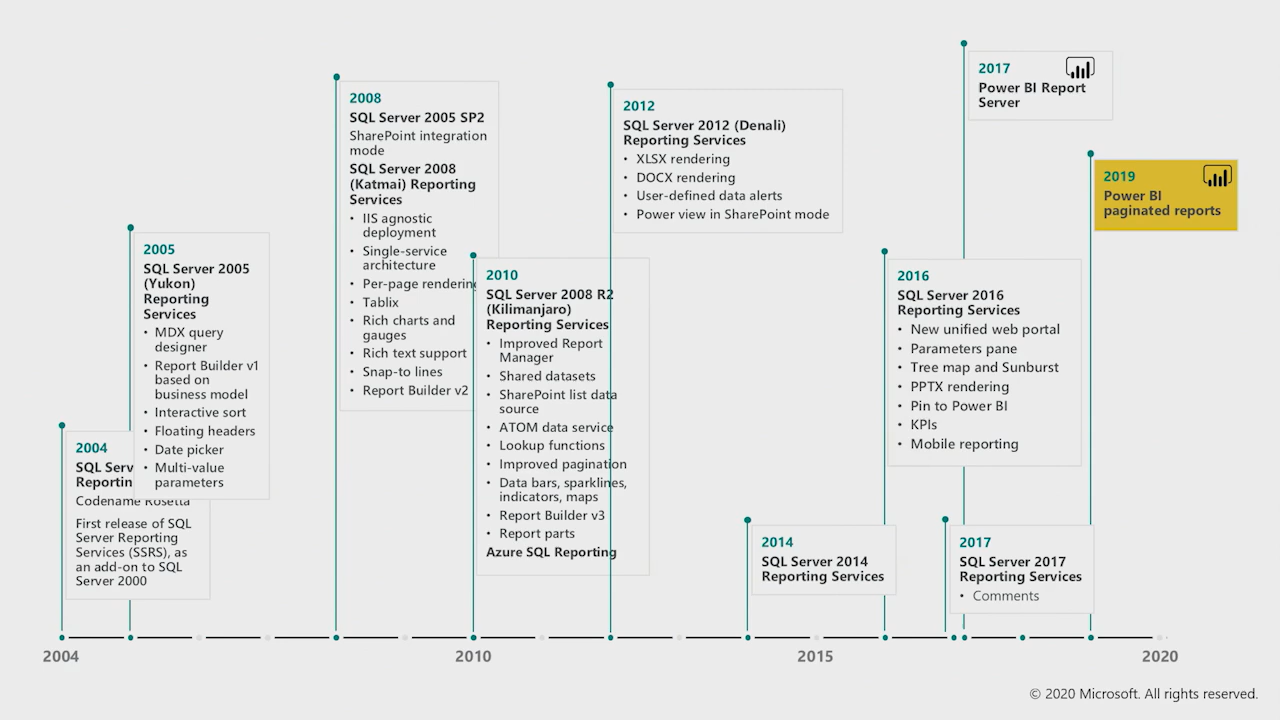 2004
SQL Serv
Reportin
Codename Rosetta
First release of SQL
Server Reporting
Services (SSRS), as
an add-on to SQL
Server 2000
2005
SQL Server 2005
(Yukon)
Reporting
Services
• MDX query
designer
• Report Builder v1
based on
business model
• Interactive sort
• Floating headers
• Date picker
• Multi-value
parameters
2008
SQL Server 2005 SP2
SharePoint integration
mode
SQL Server 2008
(Katmai) Reporting
Services
• IIS agnostic
deployment
• Single-service
architecture
• Per-page rendering
• Tablix
• Rich charts and
gauges
• Rich text support
• Snap-to lines
• Report Builder v2
2010
SQL Server 2008 R2
(Kilimanjaro)
Reporting Services
• Improved Report
Manager
• Shared datasets
• SharePoint list data
source
• ATOM data service
• Lookup functions
• Improved pagination
• Data bars, sparklines,
indicators, maps
• Report Builder v3
• Report parts
Azure SQL Reporting
2012
SQL Server 2012 (Denali)
Reporting Services
• XLSX rendering
• DOCX rendering
• User-defined data alerts
• Power view in SharePoint mode
2014
SQL Server 2014
Reporting Services
2016
SQL Server 2016
Reporting Services
• New unified web portal
• Parameters pane
• Tree map and Sunburst
• PPTX rendering
• Pin to Power BI
• KPIs
• Mobile reporting
2017
SQL Server 2017
Reporting Services
• Comments
2017
Power BI Report
Server
2019
Power BI
paginated reports
2004
2010
2015
2020
© 2020 Microsoft. All rights reserved.